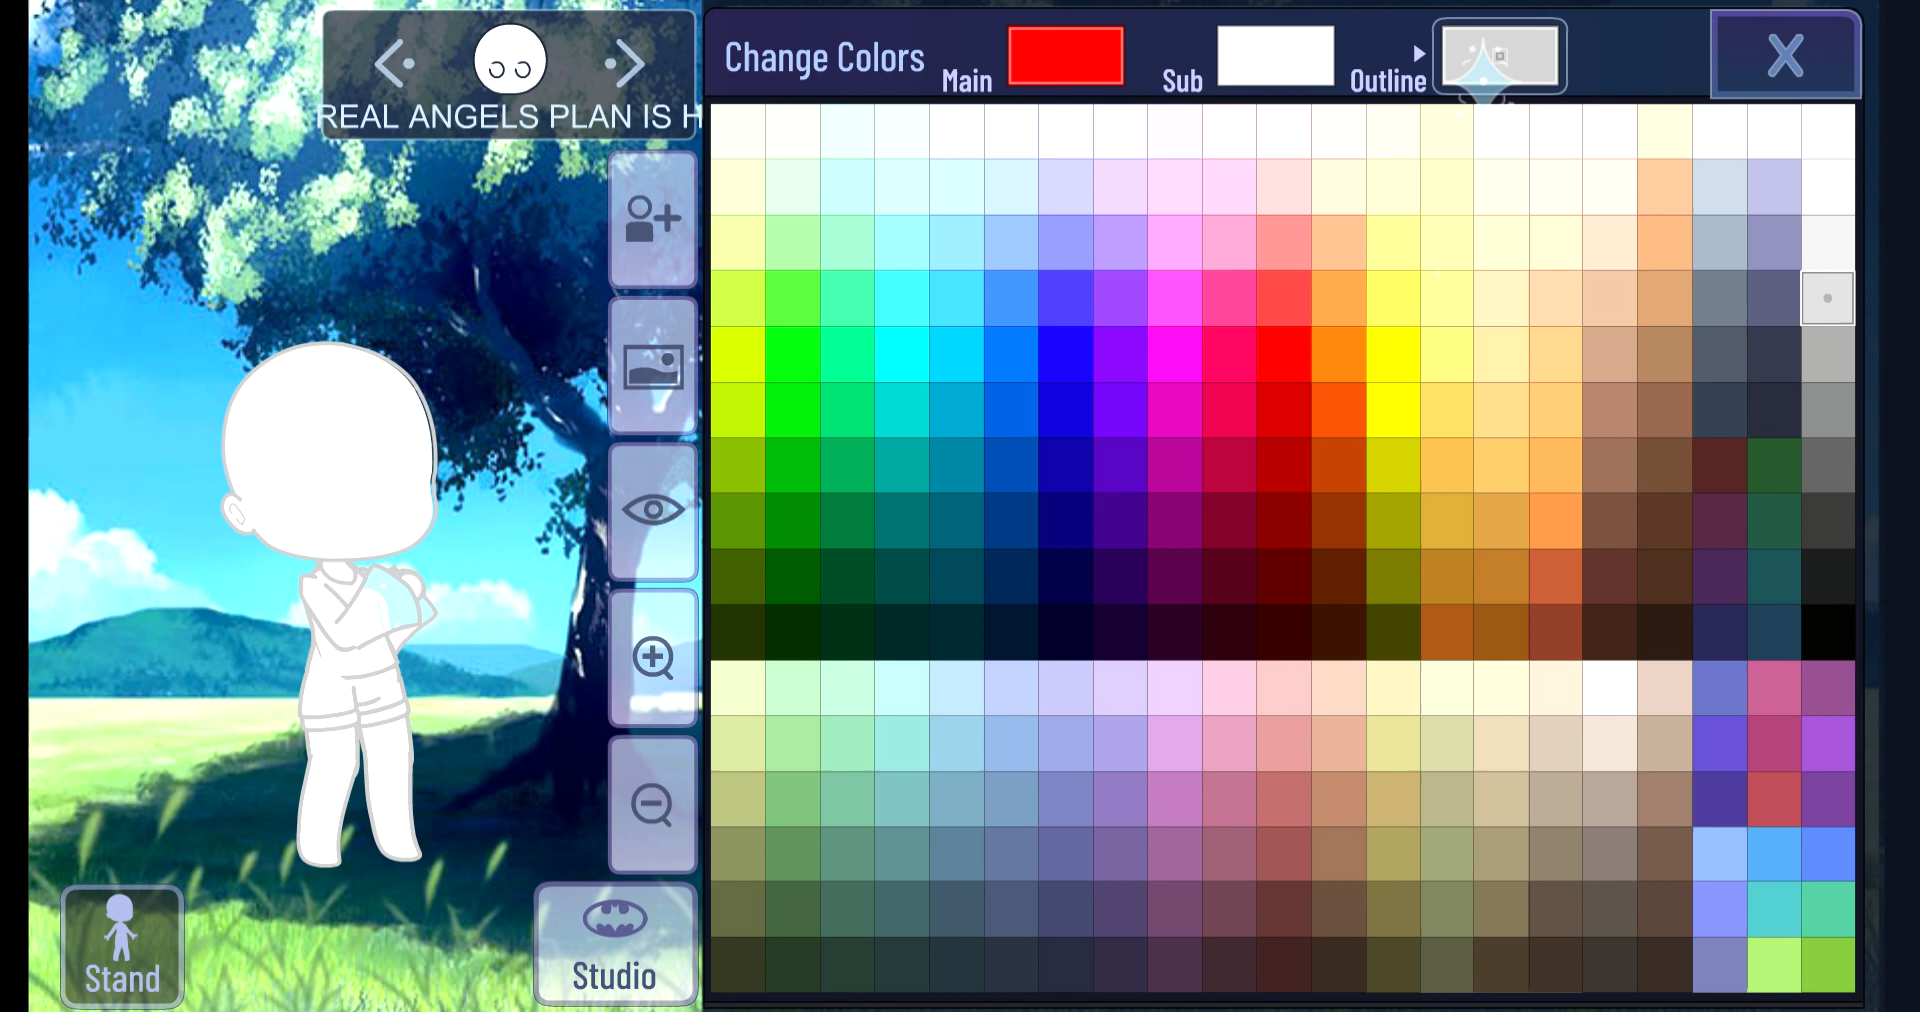 Change Colors
Main
Sub
Outline
X
REAL ANGELS PLAN IS H
Stand
Studio